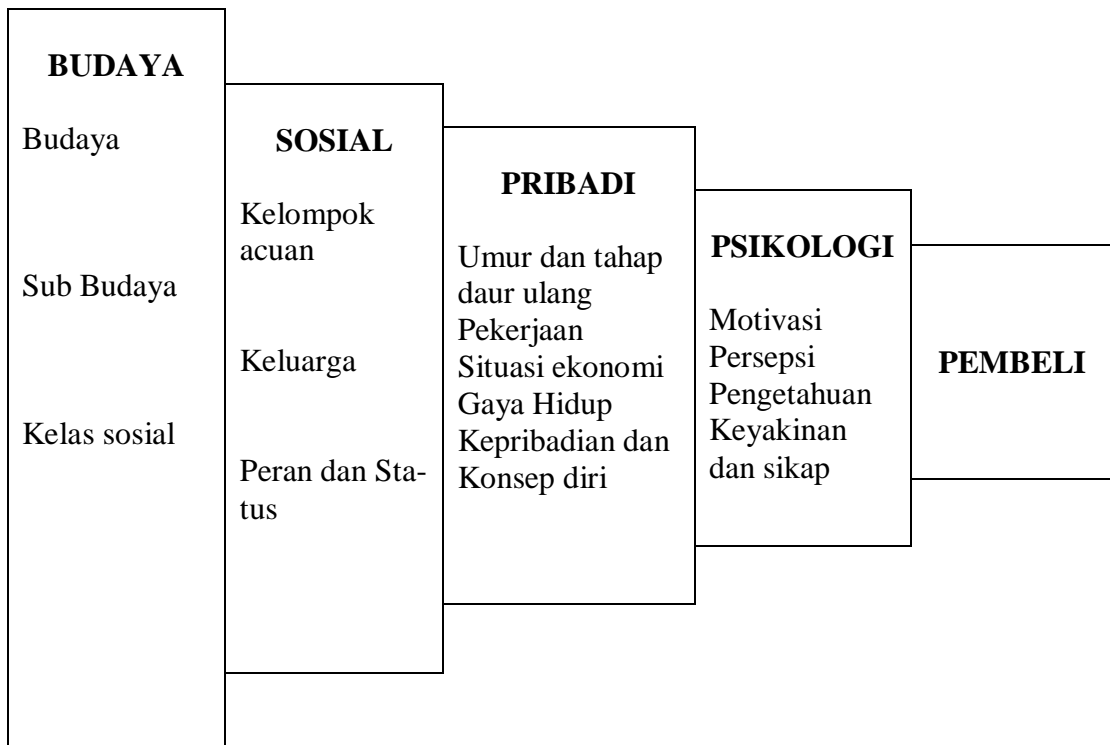 BUDAYA
Budaya
Sub Budaya
Kelas sosial
SOSIAL
Kelompok
acuan
Keluarga
Peran dan Sta-
tus
PRIBADI
Umur dan tahap
daur ulang
Pekerjaan
Situasi ekonomi
Gaya Hidup
Kepribadian dan
Konsep diri
PSIKOLOGI
Motivasi
Persepsi
Pengetahuan
Keyakinan
dan sikap
PEMBELI